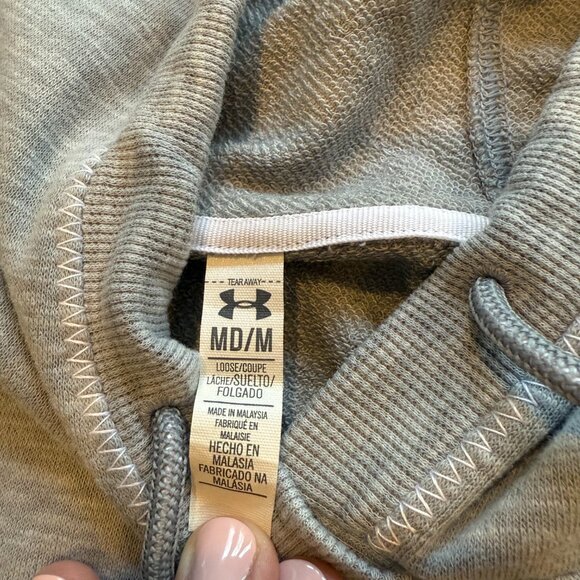 TEAR AWAY
MD/M
LOOSE/COUPE
LÂCHE/SUELTO/
FOLGADO
MADE IN MALAYSIA
FABRIQUÉ EN
MALAISIE
HECHO EN
MALASIA
FABRICADO NA
MALÁSIA